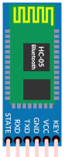 HC-05
Bluetooth
STATE
RXD
TXD
GND
VCC
KEY